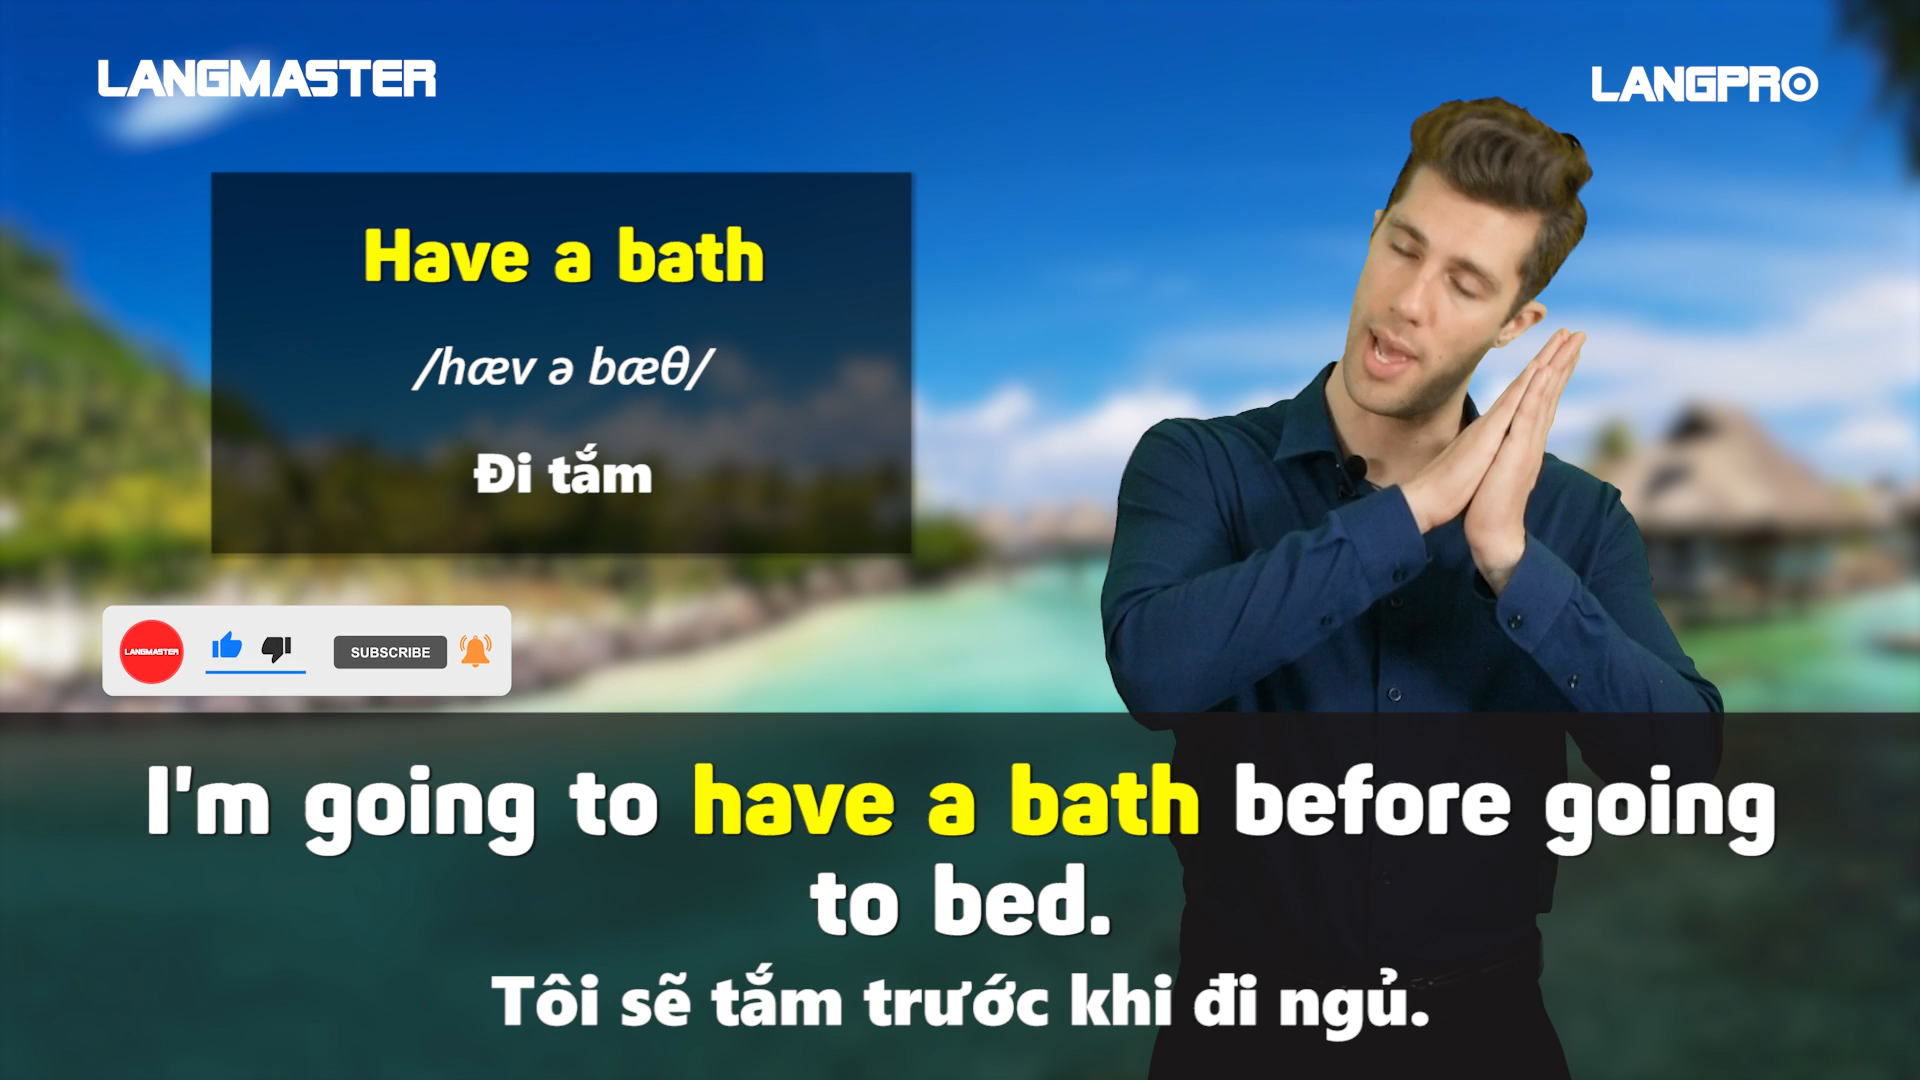 LANGMASTER
LANGPRO
Have a bath
/hæv ə bæθ/
Đi tắm
LANGMASTER
SUBSCRIBE
I'm going to have a bath before going
to bed.
Tôi sẽ tắm trước khi đi ngủ.